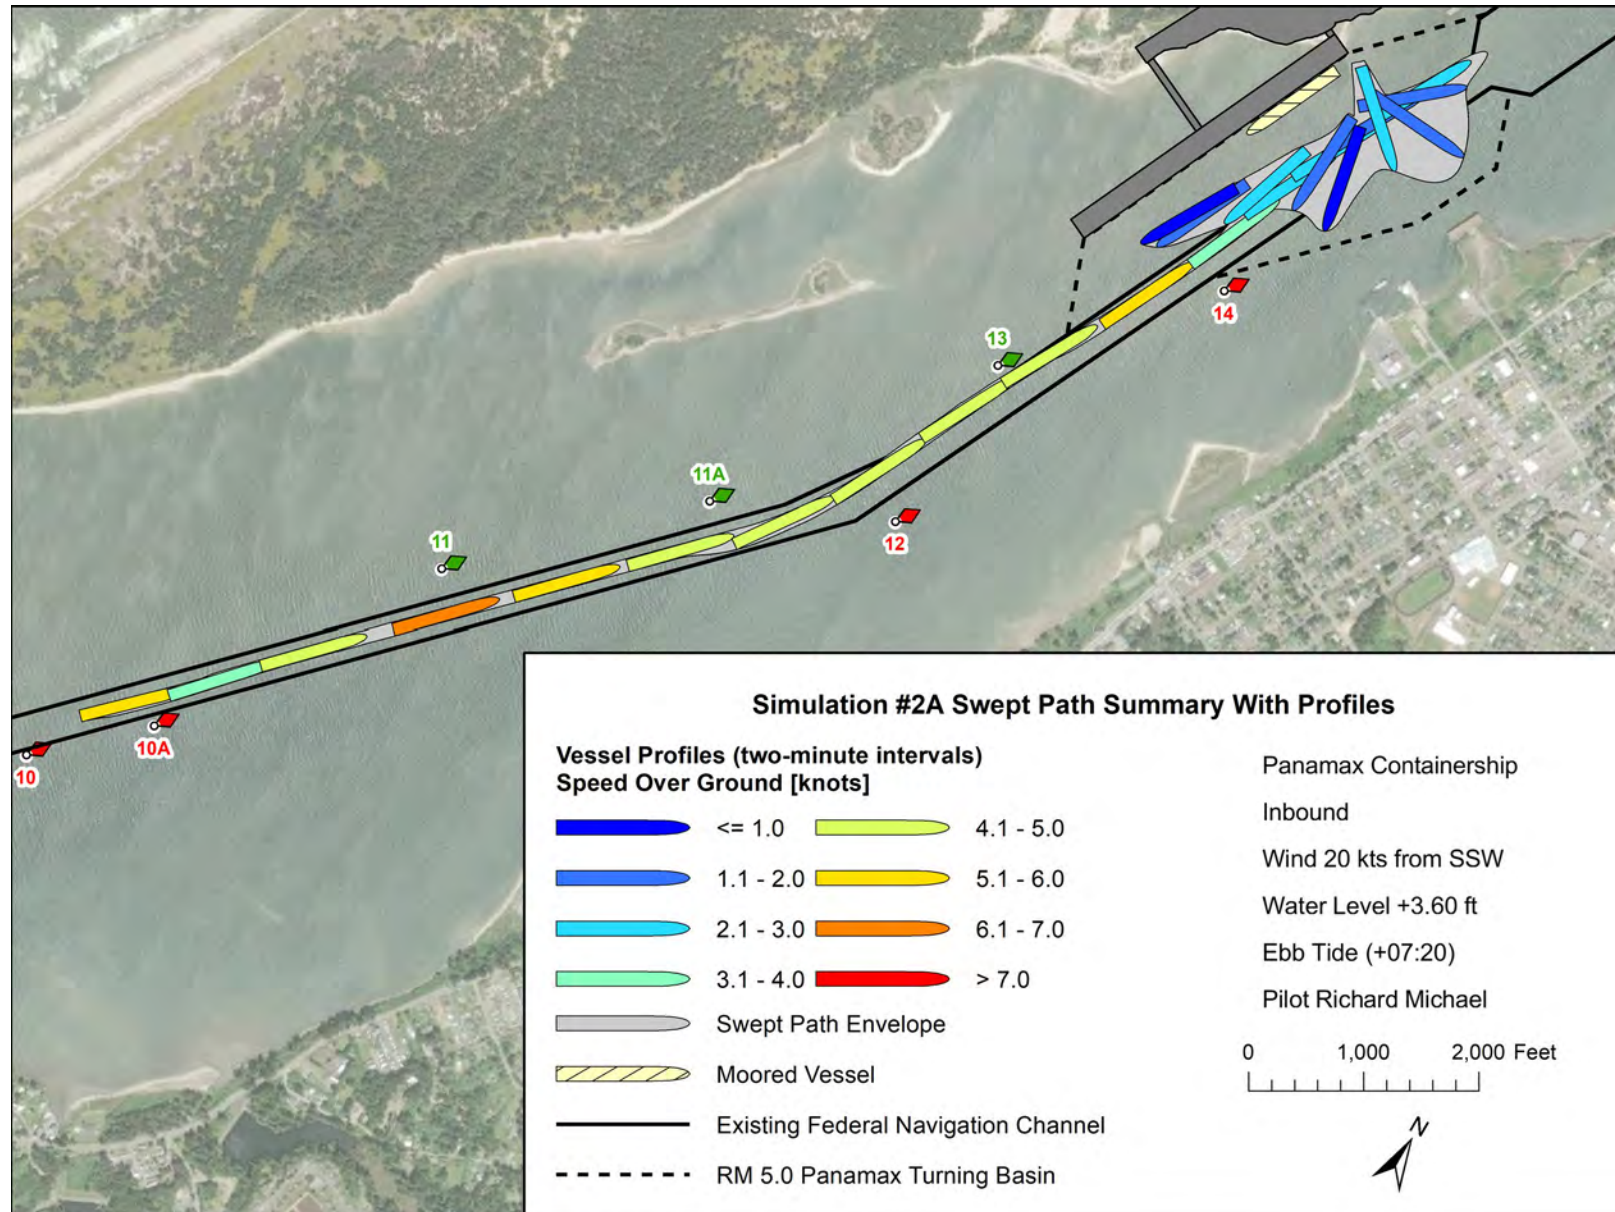 13
14
11A
12
11
10A
10
Simulation #2A Swept Path Summary With Profiles
Vessel Profiles (two-minute intervals)
Speed Over Ground [knots]
<= 1.0
4.1 - 5.0
1.1 - 2.0
5.1 - 6.0
2.1 - 3.0
6.1 - 7.0
3.1 - 4.0
> 7.0
Swept Path Envelope
Moored Vessel
Existing Federal Navigation Channel
RM 5.0 Panamax Turning Basin
Panamax Containership
Inbound
Wind 20 kts from SSW
Water Level +3.60 ft
Ebb Tide (+07:20)
Pilot Richard Michael
0 1,000 2,000 Feet
N